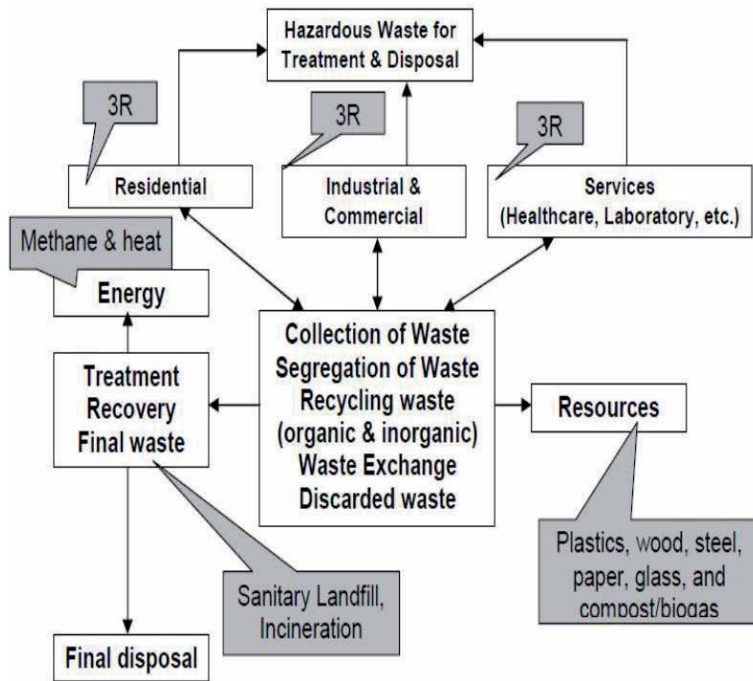 Hazardous Waste for
Treatment & Disposal
3R
3R
3R
Residential
Industrial &
Commercial
Services
(Healthcare, Laboratory, etc.)
Methane & heat
Energy
Collection of Waste
Segregation of Waste
Recycling waste
(organic & inorganic)
Waste Exchange
Discarded waste
Treatment
Recovery
Final waste
Resources
Plastics, wood, steel,
paper, glass, and
compost/biogas
Sanitary Landfill,
Incineration
Final disposal